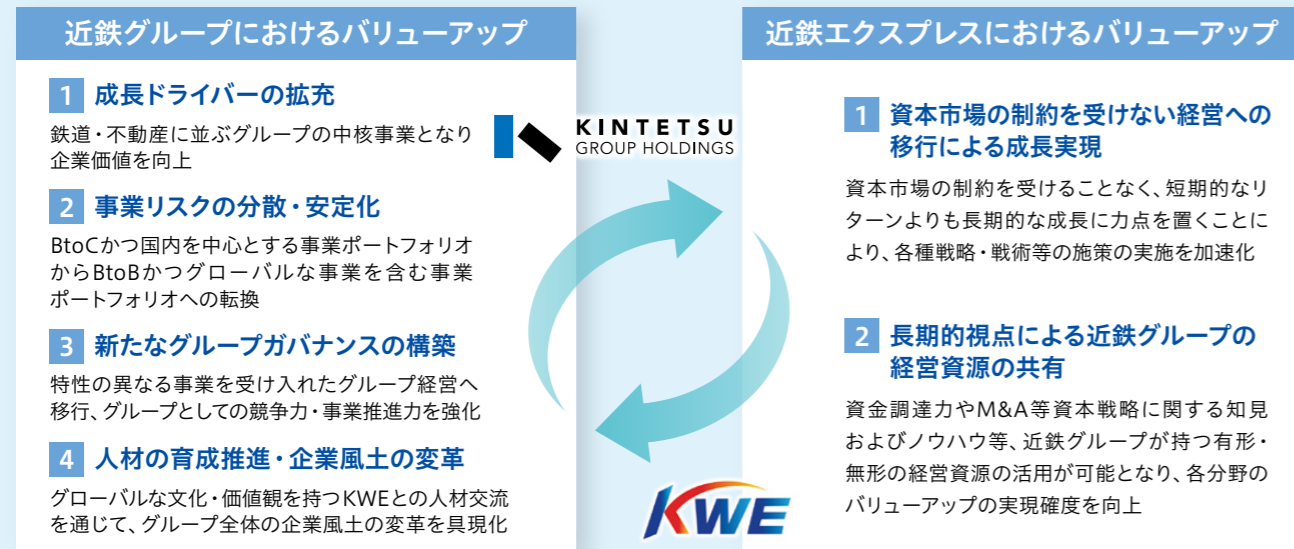 近鉄グループにおけるバリューアップ
1 成長ドライバーの拡充
鉄道・不動産に並ぶグループの中核事業となり
企業価値を向上
2 事業リスクの分散・安定化
BtoCかつ国内を中心とする事業ポートフォリオ
からBtoBかつグローバルな事業を含む事業
ポートフォリオへの転換
3 新たなグループガバナンスの構築
特性の異なる事業を受け入れたグループ経営へ
移行、グループとしての競争力・事業推進力を強化
4 人材の育成推進・企業風土の変革
グローバルな文化・価値観を持つKWEとの人材交流
を通じて、グループ全体の企業風土の変革を具現化
KINTETSU
GROUP HOLDINGS
KWE
近鉄エクスプレスにおけるバリューアップ
1 資本市場の制約を受けない経営への
移行による成長実現
資本市場の制約を受けることなく、短期的なリ
ターンよりも長期的な成長に力点を置くことに
より、各種戦略・戦術等の施策の実施を加速化
2 長期的視点による近鉄グループの
経営資源の共有
資金調達力やM&A等資本戦略に関する知見
およびノウハウ等、近鉄グループが持つ有形・
無形の経営資源の活用が可能となり、各分野の
バリューアップの実現確度を向上